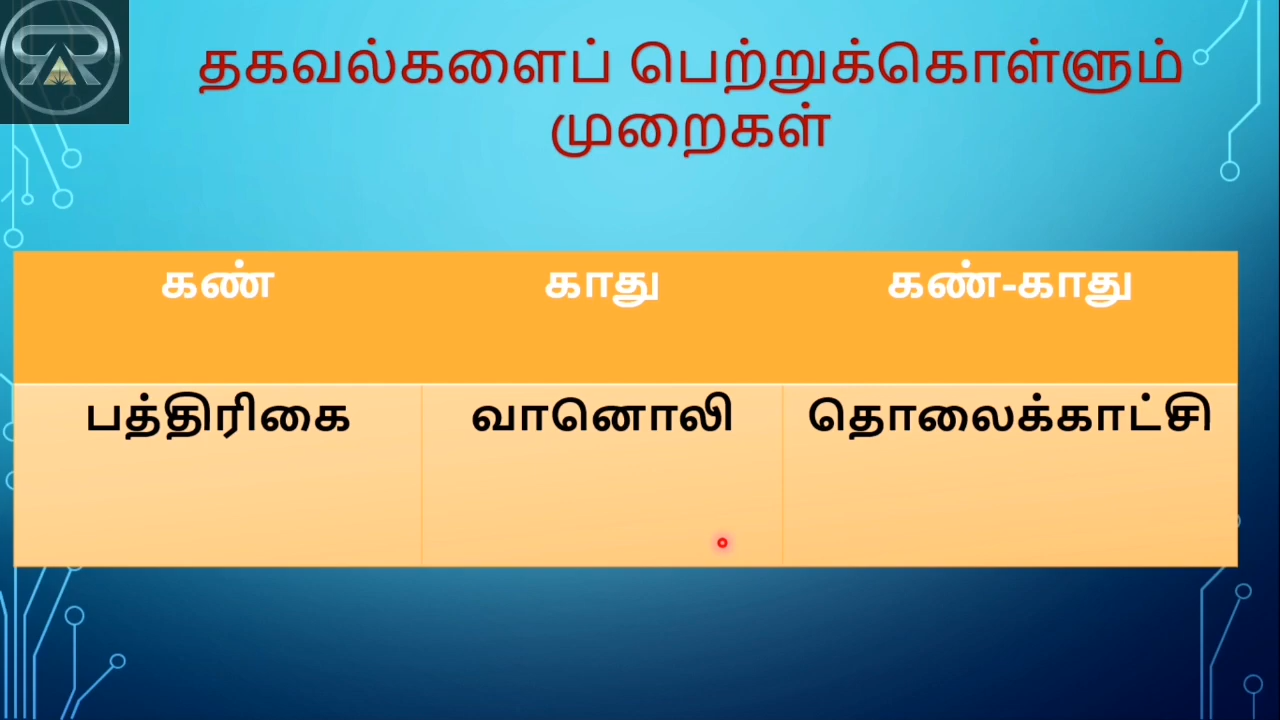 தகவல்களைப் பெற்றுக்கொள்ளும்
முறைகள்
கண் காது கண்-காது
பத்திரிகை வானொலி தொலைக்காட்சி